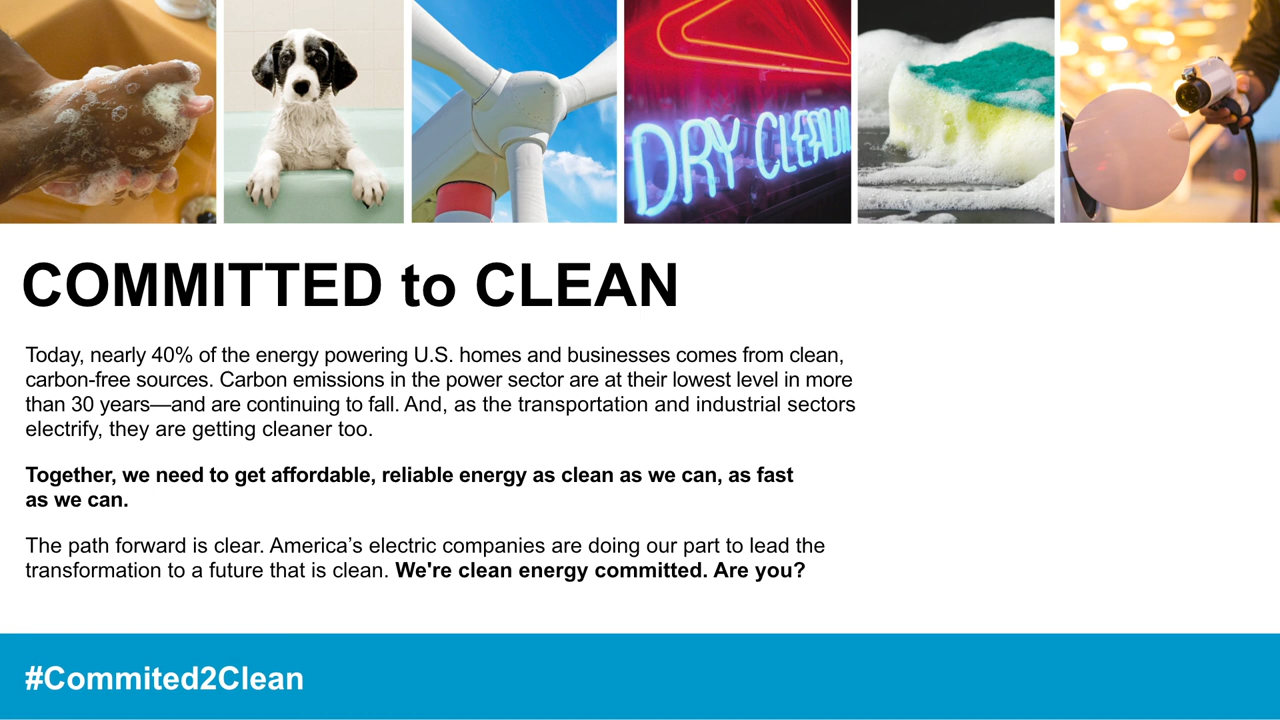 DRY CLEANIN
COMMITTED to CLEAN
Today, nearly 40% of the energy powering U.S. homes and businesses comes from clean,
carbon-free sources. Carbon emissions in the power sector are at their lowest level in more
than 30 years—and are continuing to fall. And, as the transportation and industrial sectors
electrify, they are getting cleaner too.
Together, we need to get affordable, reliable energy as clean as we can, as fast
as we can.
The path forward is clear. America’s electric companies are doing our part to lead the
transformation to a future that is clean. We're clean energy committed. Are you?
#Commited2Clean